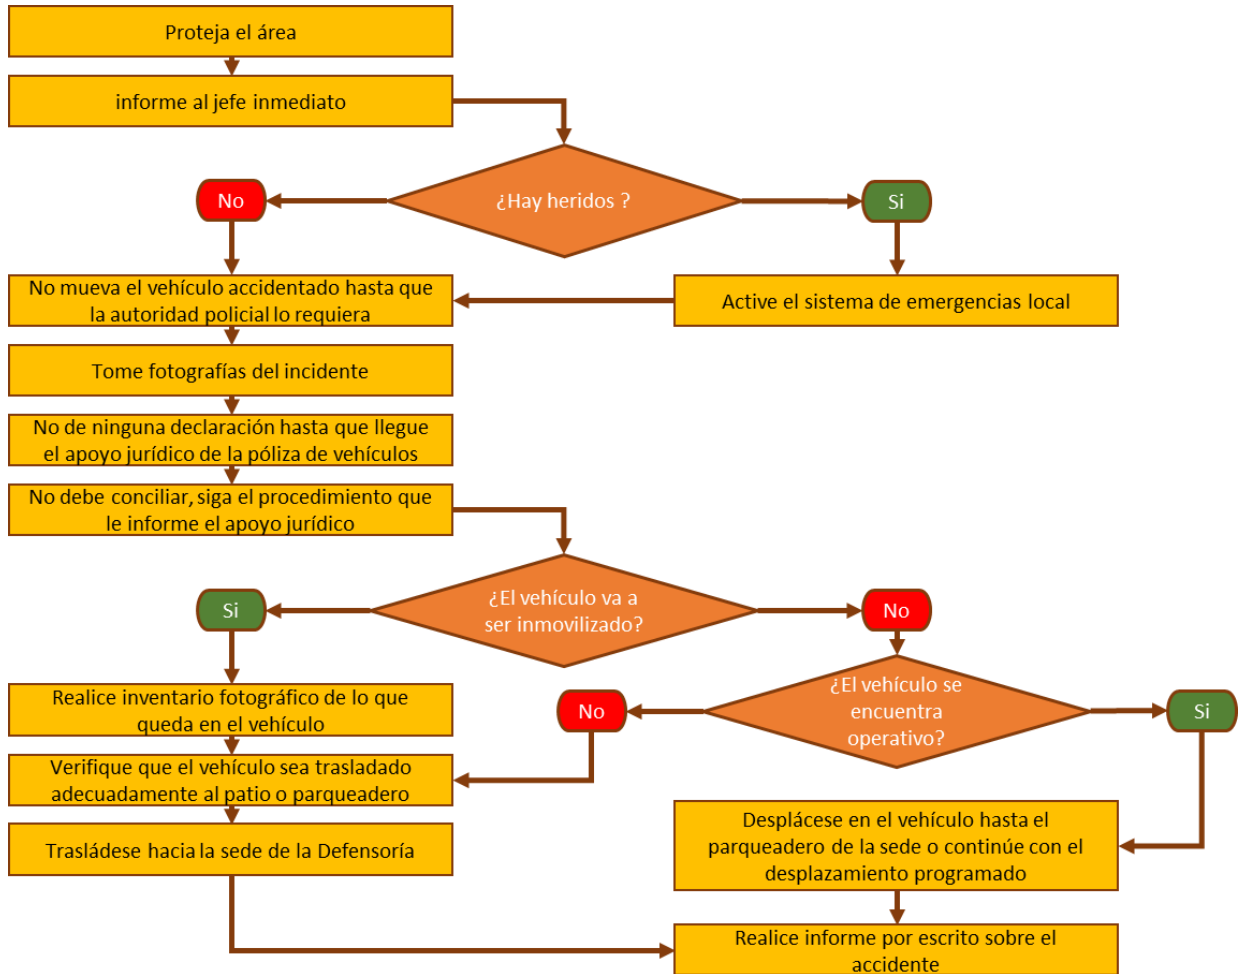 Proteja el área
informe al jefe inmediato
¿Hay heridos ?
No
Si
No mueva el vehículo accidentado hasta que
la autoridad policial lo requiera
Active el sistema de emergencias local
Tome fotografías del incidente
No de ninguna declaración hasta que llegue
el apoyo jurídico de la póliza de vehículos
No debe conciliar, siga el procedimiento que
le informe el apoyo jurídico
¿El vehículo va a
ser inmovilizado?
Si
No
Realice inventario fotográfico de lo que
queda en el vehículo
¿El vehículo se
encuentra
operativo?
No
Si
Verifique que el vehículo sea trasladado
adecuadamente al patio o parqueadero
Trasládese hacia la sede de la Defensoría
Desplácese en el vehículo hasta el
parqueadero de la sede o continúe con el
desplazamiento programado
Realice informe por escrito sobre el
accidente